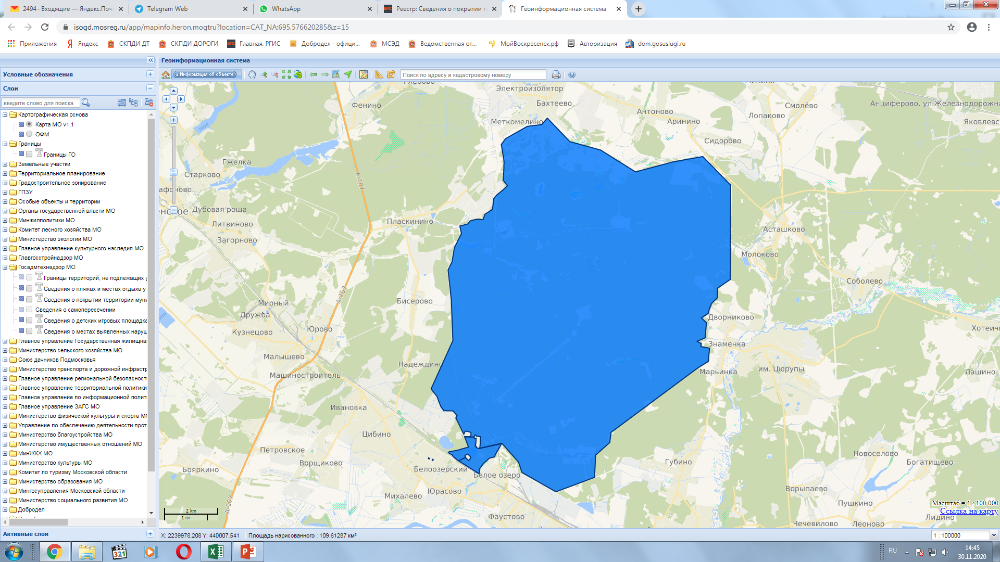 2494 · Входящие — Яндекс.Поч
Telegram Web
WhatsApp
Реестр: Сведения о покрытии т
Геоинформационная система
isogd.mosreg.ru/app/mapinfo.heron.mogtru?location=CAT_NA:695,576620285&z=15
Приложения
Яндекс
СКПДИ ДТ
СКПДИ ДОРОГИ
Главная. РГИС
Добродел - офици...
МСЭД
Ведомственная от...
МойВоскресенск.рф
Авторизация
dom.gosuslugi.ru
Геоинформационная система
Условные обозначения
Информация об объекте
Поиск по адресу и кадастровому номеру
Слои
введите слово для поиска
Картографическая основа
Карта МО v1.1
ОФМ
Границы
Границы ГО
Земельные участки
Территориальное планирование
Градостроительное зонирование
ГПЗУ
Особые объекты и территории
Органы государственной власти МО
Минжилполитики МО
Комитет лесного хозяйства МО
Министерство экологии МО
Главное управление культурного наследия МО
Главгосстройнадзор МО
Госадмтехнадзор МО
Границы территорий, не подлежащих у
Сведения о пляжах и местах отдыха у
Сведения о покрытии территории муни
Сведения о самопересечении
Сведения о детских игровых площадка
Сведения о местах выявленных наруш
Главное управление Государственная жилищна
Министерство сельского хозяйства МО
Союз дачников Подмосковья
Министерство транспорта и дорожной инфрастр
Главное управление региональной безопасност
Главное управление территориальной политики
Главное управление по информационной полит
Главное управление ЗАГС МО
Министерство физической культуры и спорта МО
Управление по обеспечению деятельности прот
Министерство благоустройства МО
Министерство имущественных отношений МО
МинЖКХ МО
Министерство культуры МО
Комитет по туризму Московской области
Министерство образования МО
Мингосуправления Московской области
Министерство социального развития МО
Добродел
Активные слои
Глебово
Электроизолятор
Минино
Фенино
Бахтеево
Смолёво
Анциферово, ул.Железнодорожна
Антоново
Лопаково
Меткомелино
Аринино
Яковлевс
пруд
Сидорово
Гжелка
Старково
А-107
афоново
Дубовая роща
енское
Литвиново
Пласкинино
Асташково
Загорново
Молоково
Соболево
А-107
Мирный
Бисерово
Дружба
Дворниково
пруд
Юрово
Хотеич
Кузнецово
Знаменка
Малышево
Надеждино
Машиностроитель
Марьинка
им. Цюрупы
Лашино
Ивановка
Цибино
Петровское
Новоселово
Ворщиково
Губино
Богатищево
Бояркино
Белоозерский
Белое озеро
Юрасово
Ворыпаево
Михалево
А-107
Пушкино
Масштаб = 1 : 100 000
Ссылка на карту
2 km
1 mi
Фаустово
Лидино
Чечевилово
Леоново
X: 2239978.208 Y: 440007.541
Площадь нарисованного : 109.61287 км²
1 : 100000
321
RU
14:45
30.11.2020